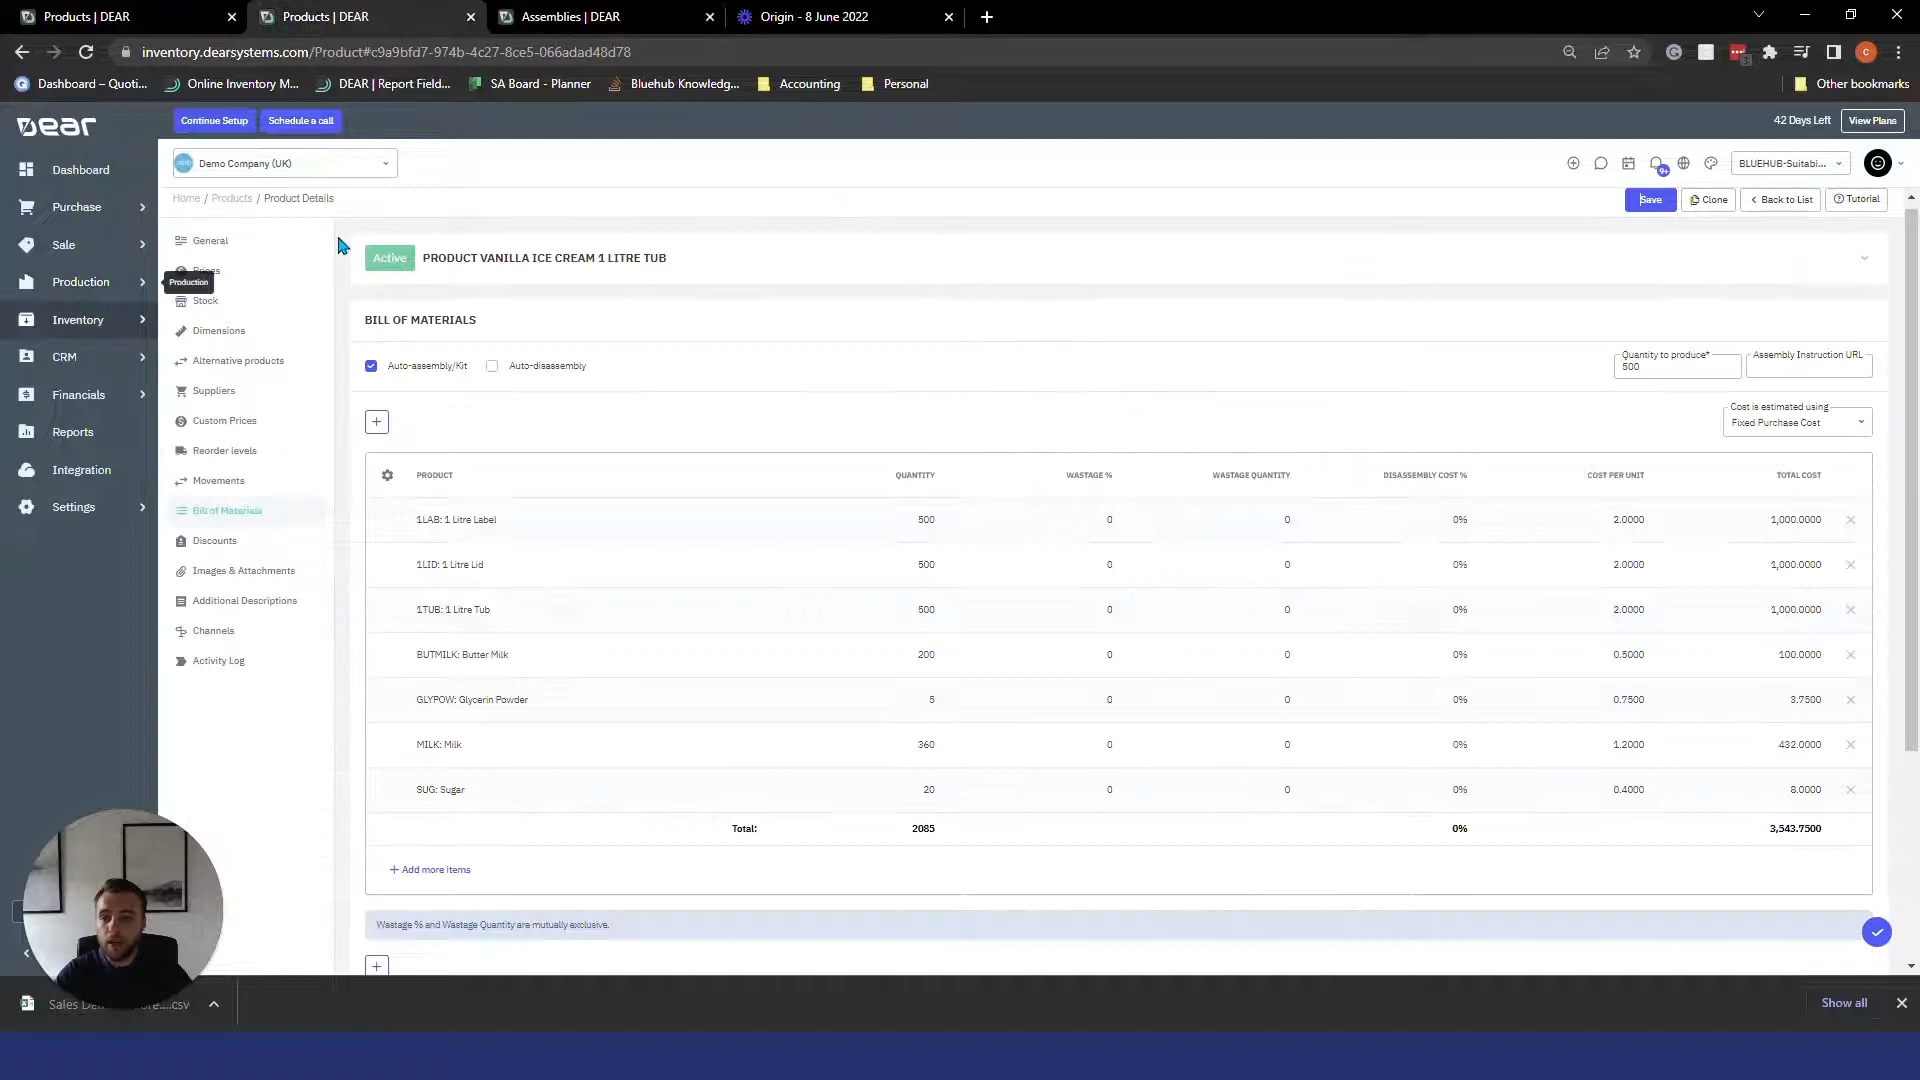 Products | DEAR
Products | DEAR
Assemblies | DEAR
Origin - 8 June 2022
inventory.dearsystems.com/Product#c9a9bfd7-974b-4c27-8ce5-066adad48d78
Dashboard – Quoti...
Online Inventory M...
DEAR | Report Field...
SA Board - Planner
Bluehub Knowledg...
Accounting
Personal
Other bookmarks
Dear
Continue Setup
Schedule a call
42 Days Left
View Plans
Demo Company (UK)
9+
BLUEHUB-Suitabi...
Home / Products / Product Details
Save
Clone
Back to List
Tutorial
Dashboard
Purchase
Sale
Production
Inventory
CRM
Financials
Reports
Integration
Settings
Production
General
Prices
Stock
Dimensions
Alternative products
Suppliers
Custom Prices
Reorder levels
Movements
Bill of Materials
Discounts
Images & Attachments
Additional Descriptions
Channels
Activity Log
Active PRODUCT VANILLA ICE CREAM 1 LITRE TUB
BILL OF MATERIALS
Auto-assembly/Kit
Auto-disassembly
Quantity to produce*
500
Assembly Instruction URL
Cost is estimated using
Fixed Purchase Cost
PRODUCT QUANTITY WASTAGE % WASTAGE QUANTITY DISASSEMBLY COST % COST PER UNIT TOTAL COST
1LAB: 1 Litre Label 500 0 0 0% 2.0000 1,000.0000
1LID: 1 Litre Lid 500 0 0 0% 2.0000 1,000.0000
1TUB: 1 Litre Tub 500 0 0 0% 2.0000 1,000.0000
BUTMILK: Butter Milk 200 0 0 0% 0.5000 100.0000
GLYPOW: Glycerin Powder 5 0 0 0% 0.7500 3.7500
MILK: Milk 360 0 0 0% 1.2000 432.0000
SUG: Sugar 20 0 0 0% 0.4000 8.0000
Total: 2085 0% 3,543.7500
+ Add more items
Wastage % and Wastage Quantity are mutually exclusive.
Show all